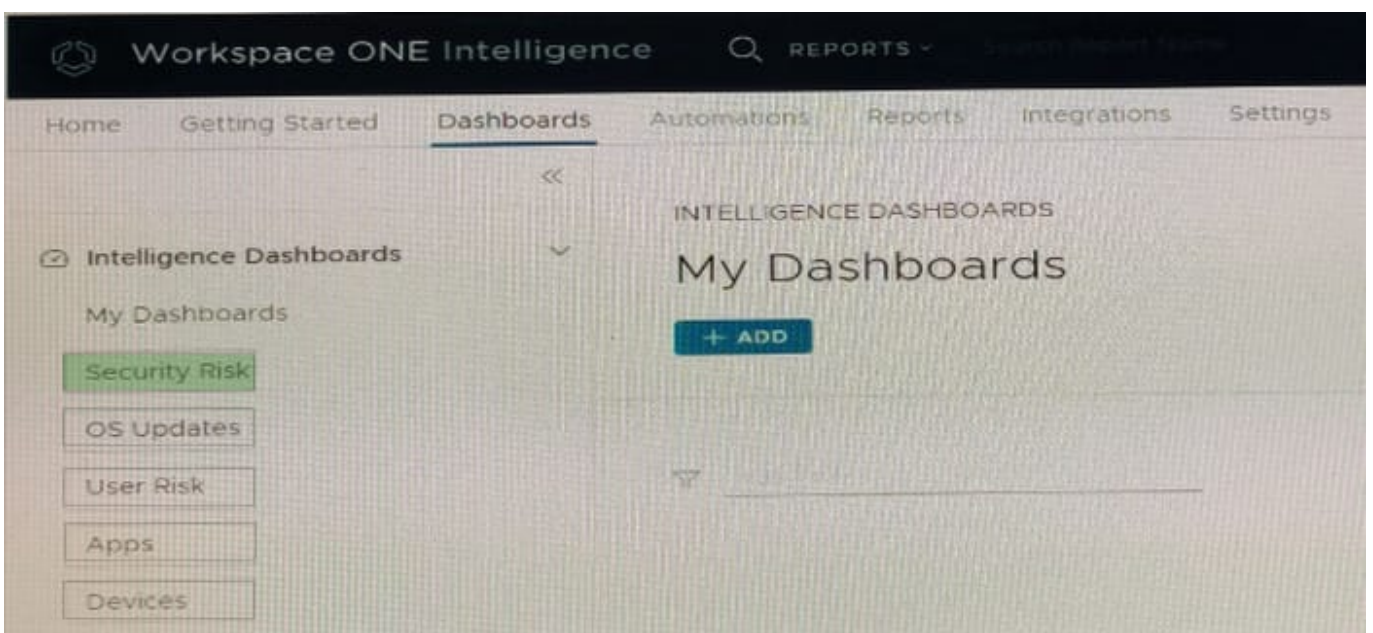 Workspace ONE Intelligence REPORTS
Home Getting Started Dashboards Automations Reports Integrations Settings
INTELLIGENCE DASHBOARDS
My Dashboards
+ ADD
Intelligence Dashboards
My Dashboards
Security Risk
OS Updates
User Risk
Apps
Devices